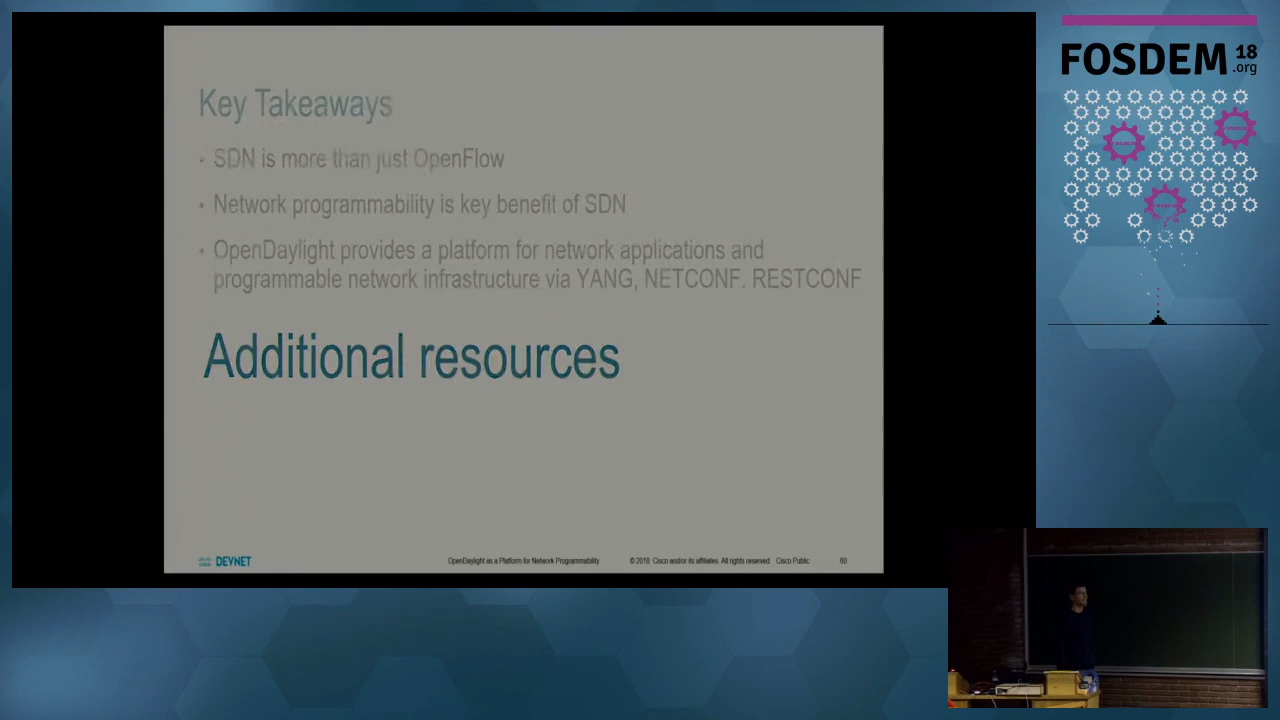 FOSDEM 18
.org
Key Takeaways
• SDN is more than just OpenFlow
• Network programmability is key benefit of SDN
• OpenDaylight provides a platform for network applications and
programmable network infrastructure via YANG, NETCONF. RESTCONF
Additional resources
CISCO DEVNET
OpenDaylight as a Platform for Network Programmability © 2018 Cisco and/or its affiliates. All rights reserved. Cisco Public 60